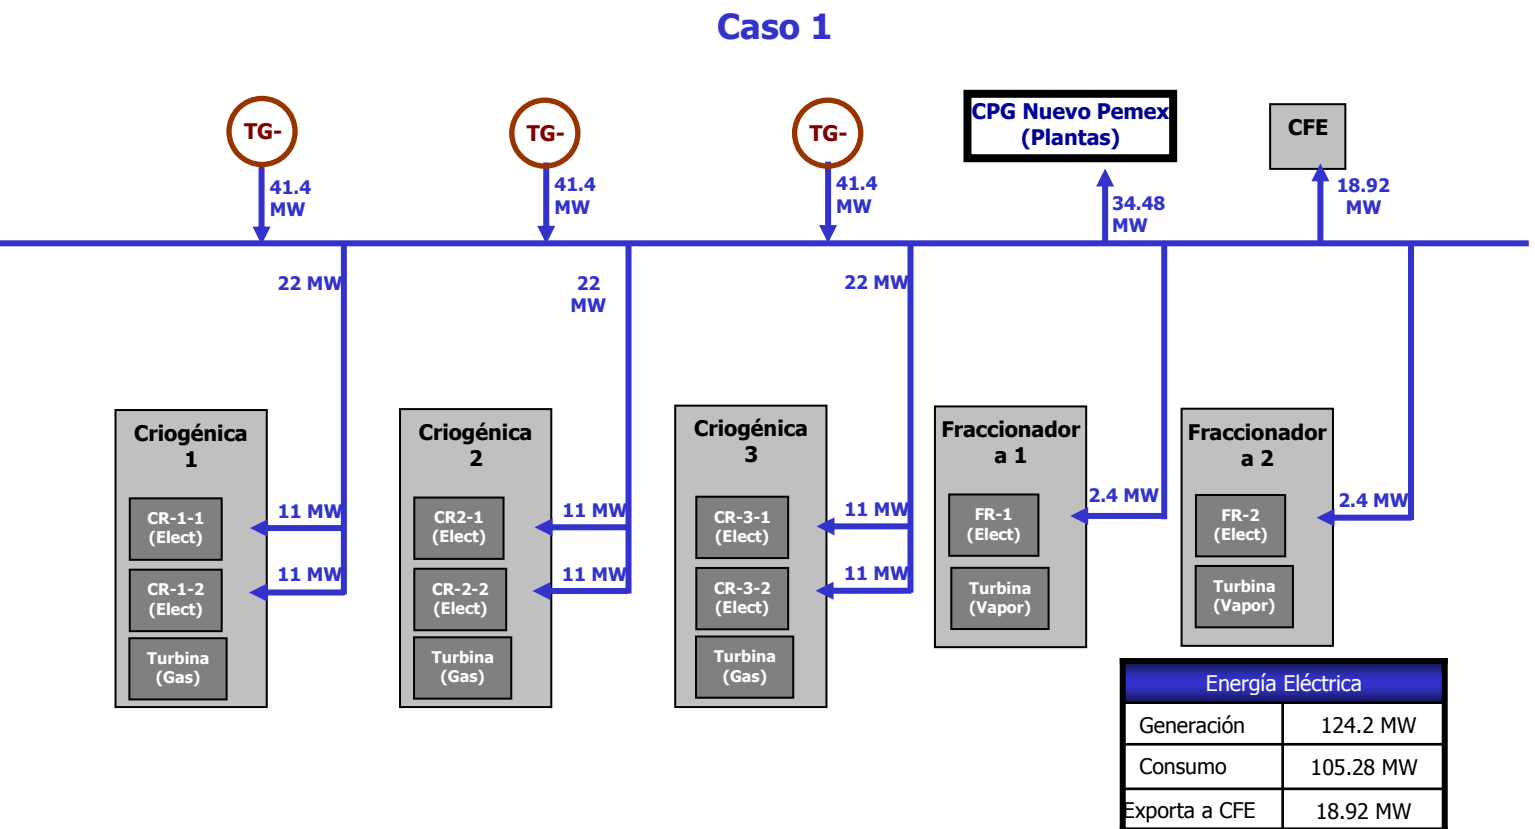 Caso 1
TG-
TG-
TG-
CPG Nuevo Pemex
(Plantas)
CFE
41.4
MW
41.4
MW
41.4
MW
34.48
MW
18.92
MW
22 MW
22
MW
22 MW
Criogénica
1
Criogénica
2
Criogénica
3
Fraccionador
a 1
Fraccionador
a 2
CR-1-1
(Elect)
11 MW
CR2-1
(Elect)
11 MW
CR-3-1
(Elect)
11 MW
FR-1
(Elect)
2.4 MW
FR-2
(Elect)
2.4 MW
CR-1-2
(Elect)
11 MW
CR-2-2
(Elect)
11 MW
CR-3-2
(Elect)
11 MW
Turbina
(Vapor)
Turbina
(Vapor)
Turbina
(Gas)
Turbina
(Gas)
Turbina
(Gas)
Energía Eléctrica
Generación 124.2 MW
Consumo 105.28 MW
Exporta a CFE 18.92 MW